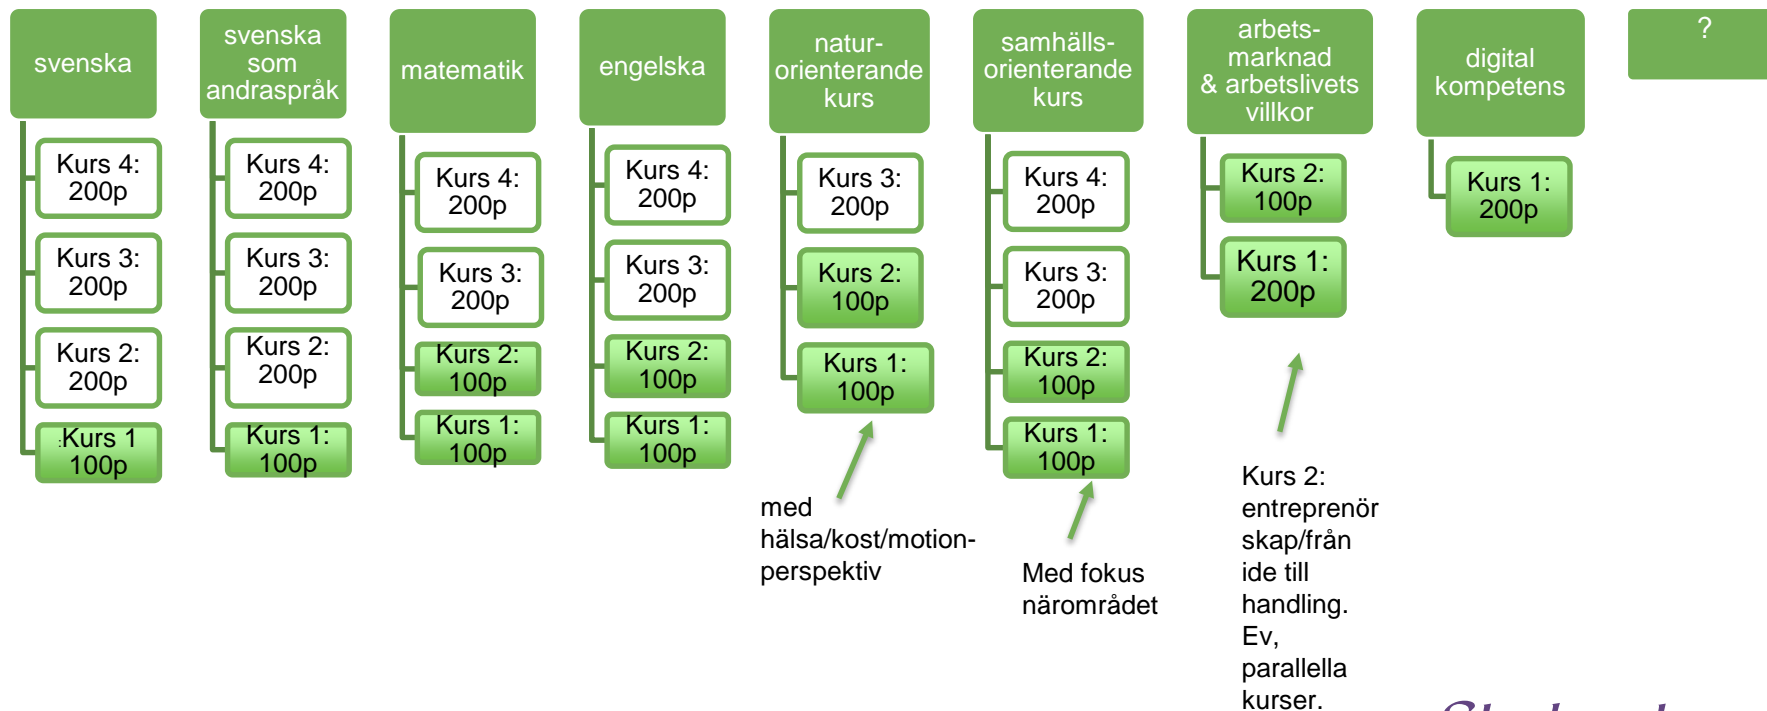 svenska
Kurs 4:
200p
Kurs 3:
200p
Kurs 2:
200p
:Kurs 1
100p
svenska
som
andraspråk
Kurs 4:
200p
Kurs 3:
200p
Kurs 2:
200p
Kurs 1:
100p
matematik
Kurs 4:
200p
Kurs 3:
200p
Kurs 2:
100p
Kurs 1:
100p
engelska
Kurs 4:
200p
Kurs 3:
200p
Kurs 2:
100p
Kurs 1:
100p
natur-
orienterande
kurs
Kurs 3:
200p
Kurs 2:
100p
Kurs 1:
100p
med
hälsa/kost/motion-
perspektiv
samhälls-
orienterande
kurs
Kurs 4:
200p
Kurs 3:
200p
Kurs 2:
100p
Kurs 1:
100p
Med fokus
närområdet
arbets-
marknad
& arbetslivets
villkor
Kurs 2:
100p
Kurs 1:
200p
Kurs 2:
entreprenör
skap/från
ide till
handling.
Ev,
parallella
kurser.
digital
kompetens
Kurs 1:
200p
?